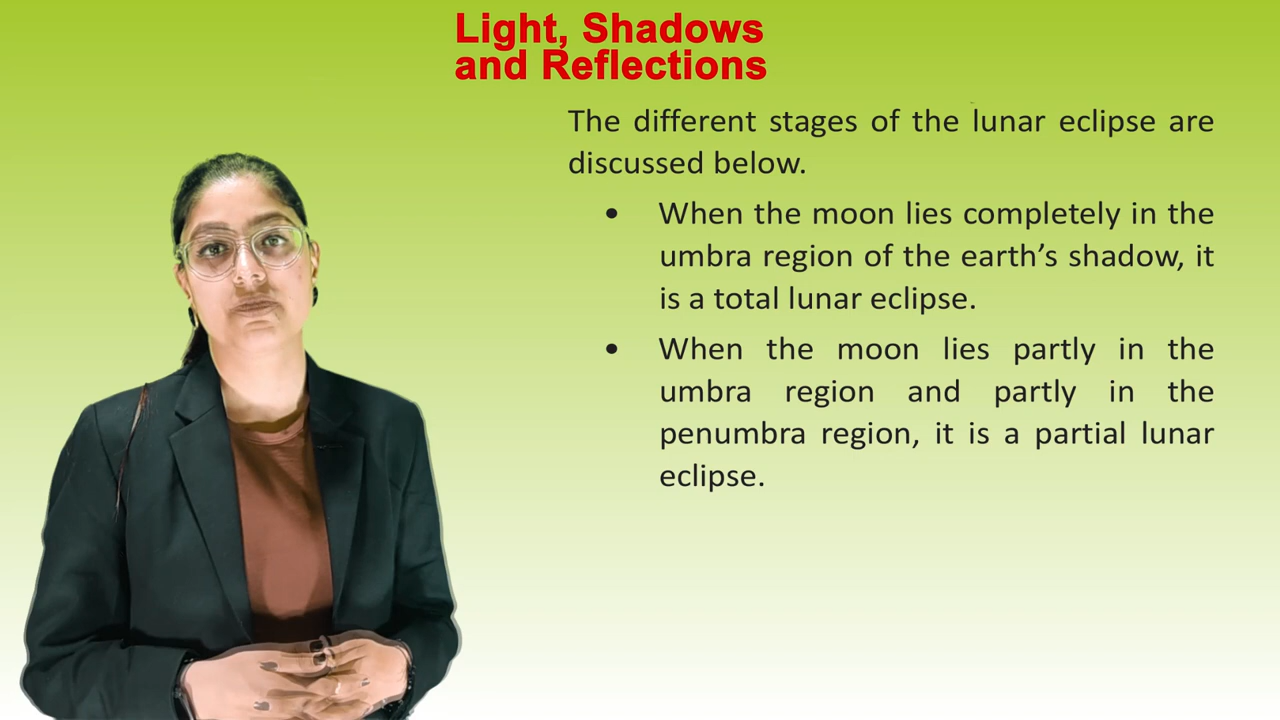 Light, Shadows
and Reflections
The different stages of the lunar eclipse are
discussed below.
• When the moon lies completely in the
umbra region of the earth's shadow, it
is a total lunar eclipse.
• When the moon lies partly in the
umbra region and partly in the
penumbra region, it is a partial lunar
eclipse.